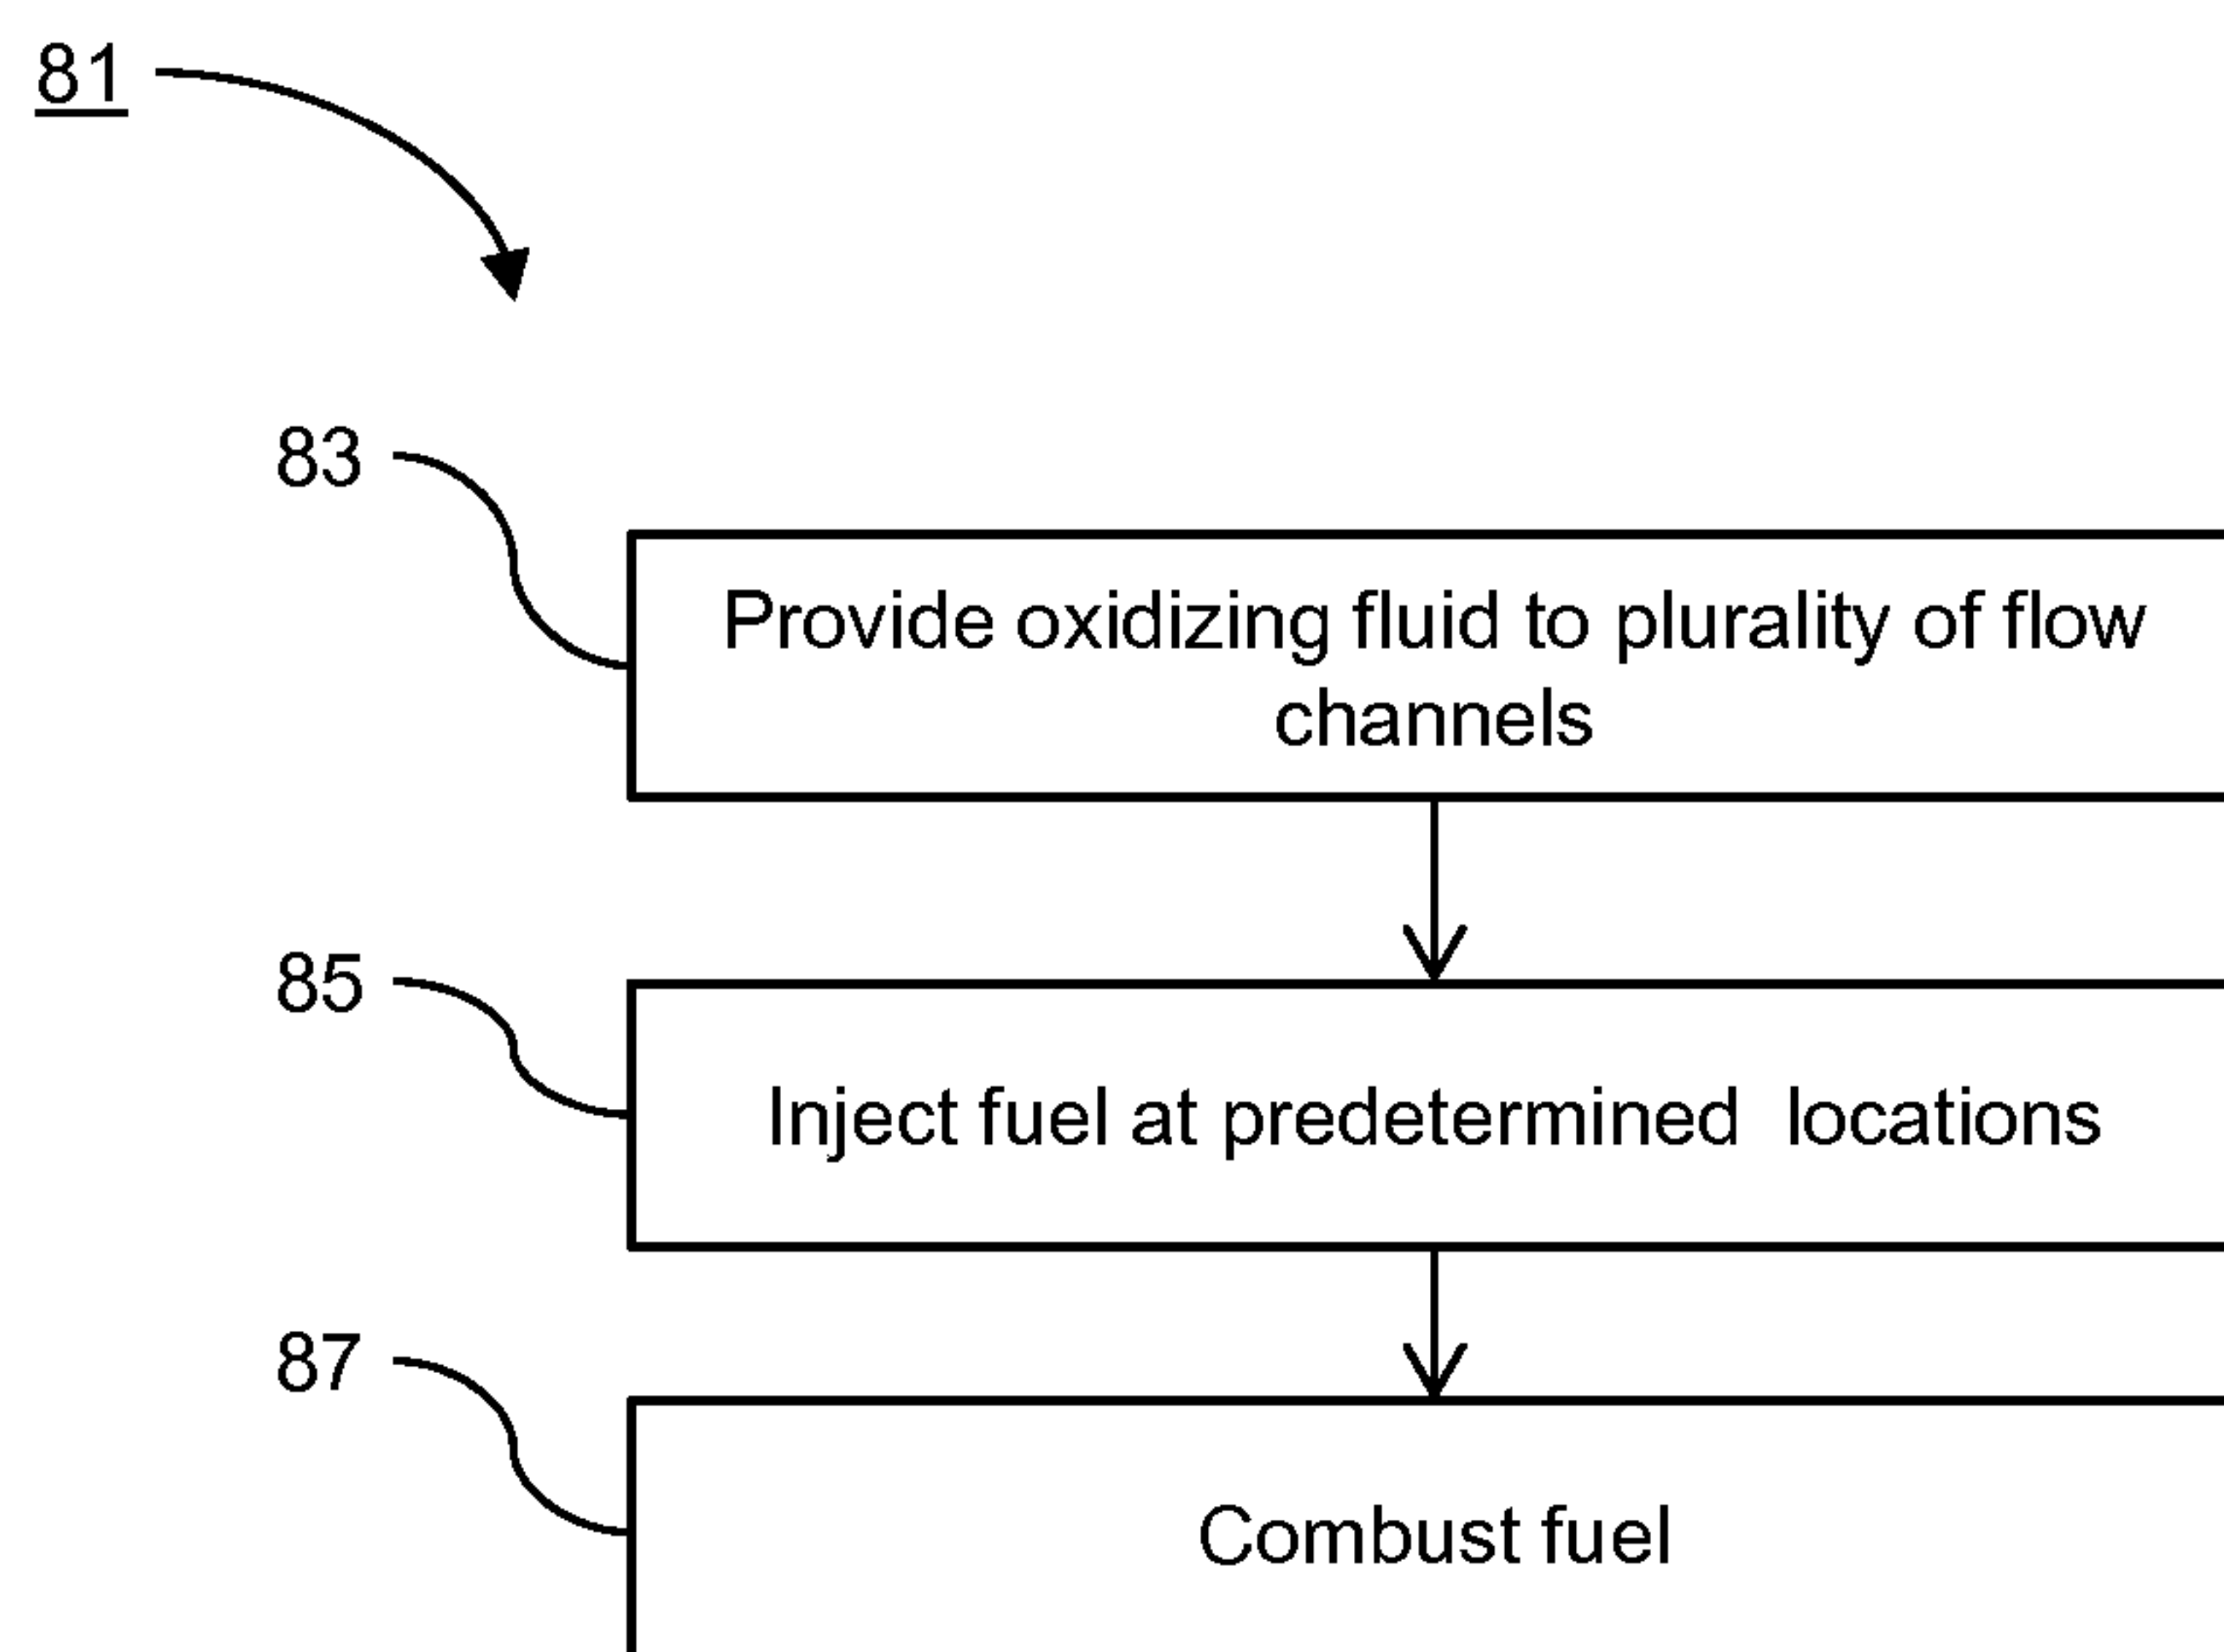 81
83
Provide oxidizing fluid to plurality of flow
channels
85
Inject fuel at predetermined locations
87
Combust fuel